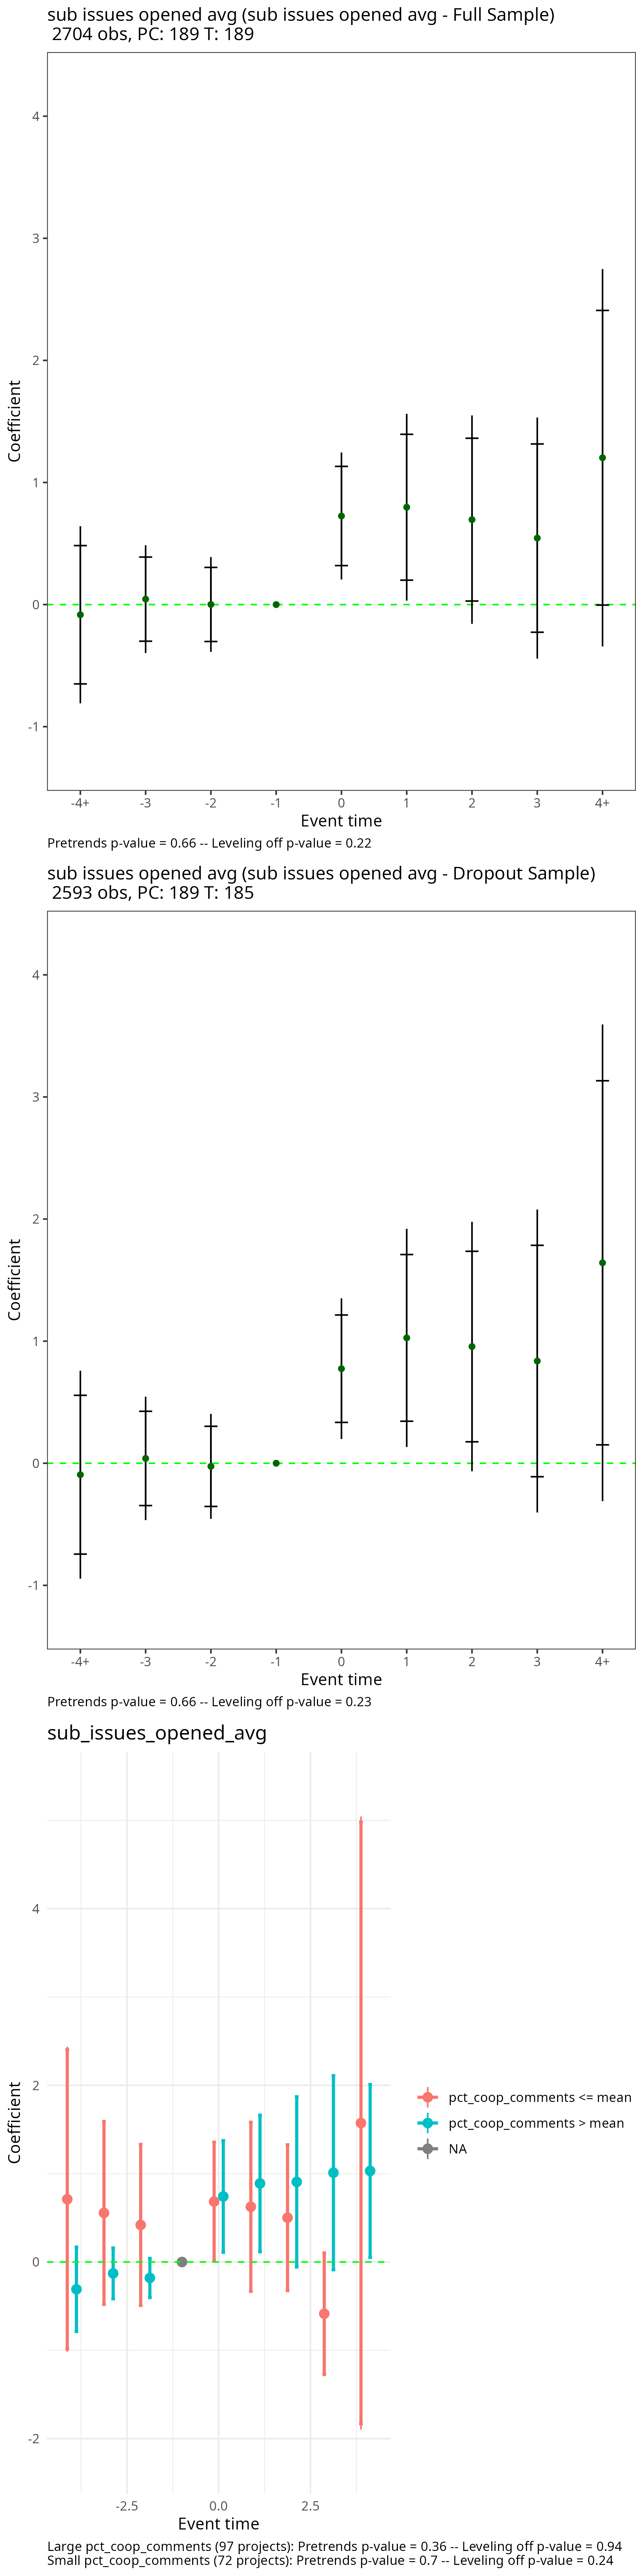 sub issues opened avg (sub issues opened avg - Full Sample)
2704 obs, PC: 189 T: 189
4
3
2
1
0
-1
Coefficient
-4+ -3 -2 -1 0 1 2 3 4+
Event time
Pretrends p-value = 0.66 -- Leveling off p-value = 0.22
sub issues opened avg (sub issues opened avg - Dropout Sample)
2593 obs, PC: 189 T: 185
4
3
2
1
0
-1
Coefficient
-4+ -3 -2 -1 0 1 2 3 4+
Event time
Pretrends p-value = 0.66 -- Leveling off p-value = 0.23
sub_issues_opened_avg
4
2
0
-2
Coefficient
-2.5 0.0 2.5
Event time
pct_coop_comments <= mean
pct_coop_comments > mean
NA
Large pct_coop_comments (97 projects): Pretrends p-value = 0.36 -- Leveling off p-value = 0.94
Small pct_coop_comments (72 projects): Pretrends p-value = 0.7 -- Leveling off p-value = 0.24